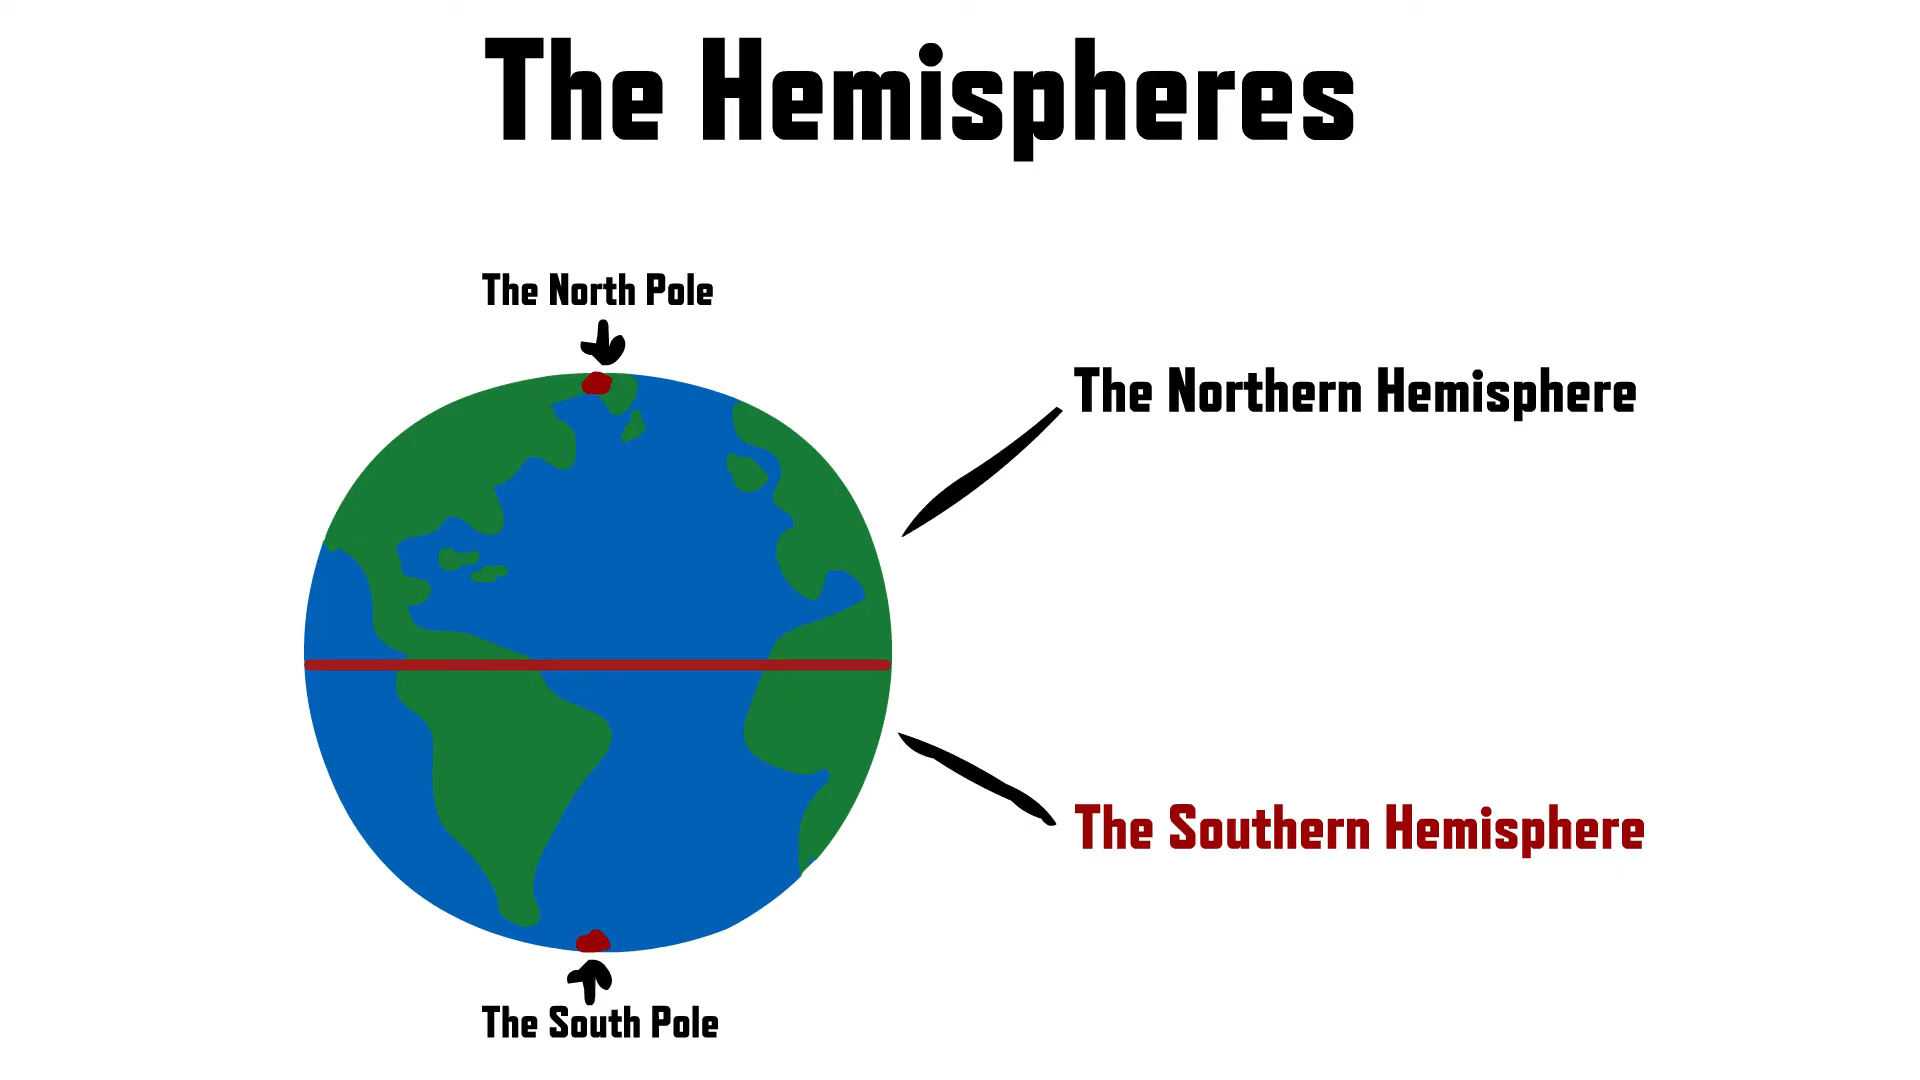 The Hemispheres
The North Pole
The Northern Hemisphere
The Southern Hemisphere
The South Pole